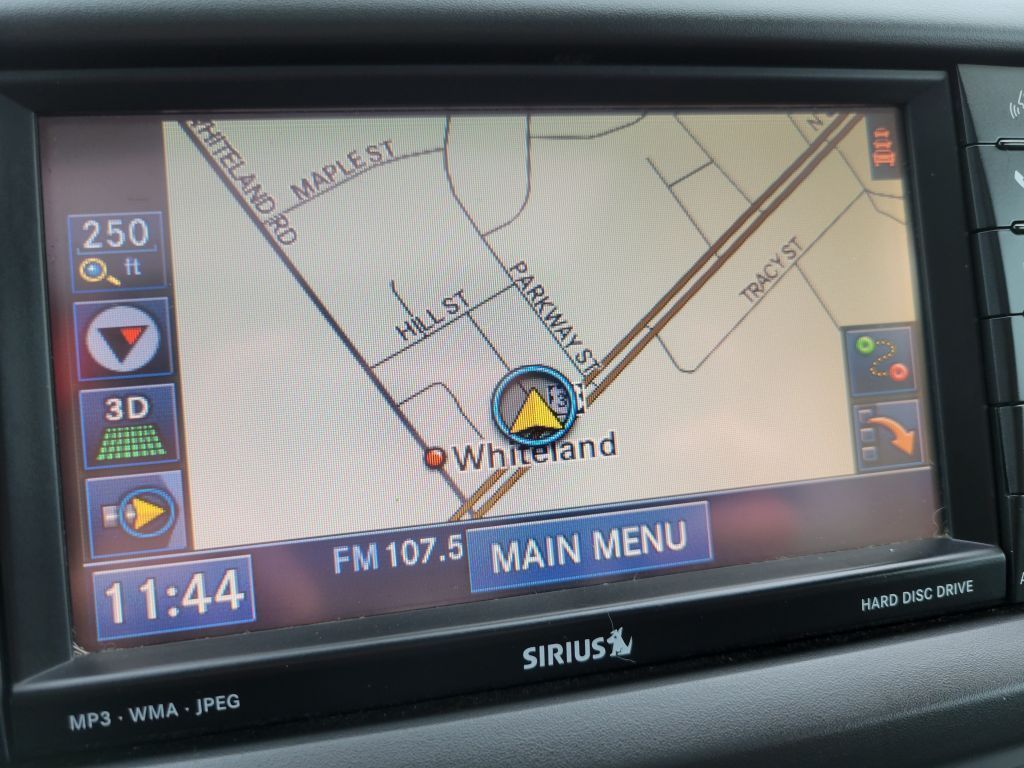 WHITELAND RD
MAPLE ST
N
250
ft
TRACY ST
PARKWAY ST
HILL ST
3D
Whiteland
FM 107.5
MAIN MENU
11:44
HARD DISC DRIVE
SIRIUS
MP3 · WMA · JPEG